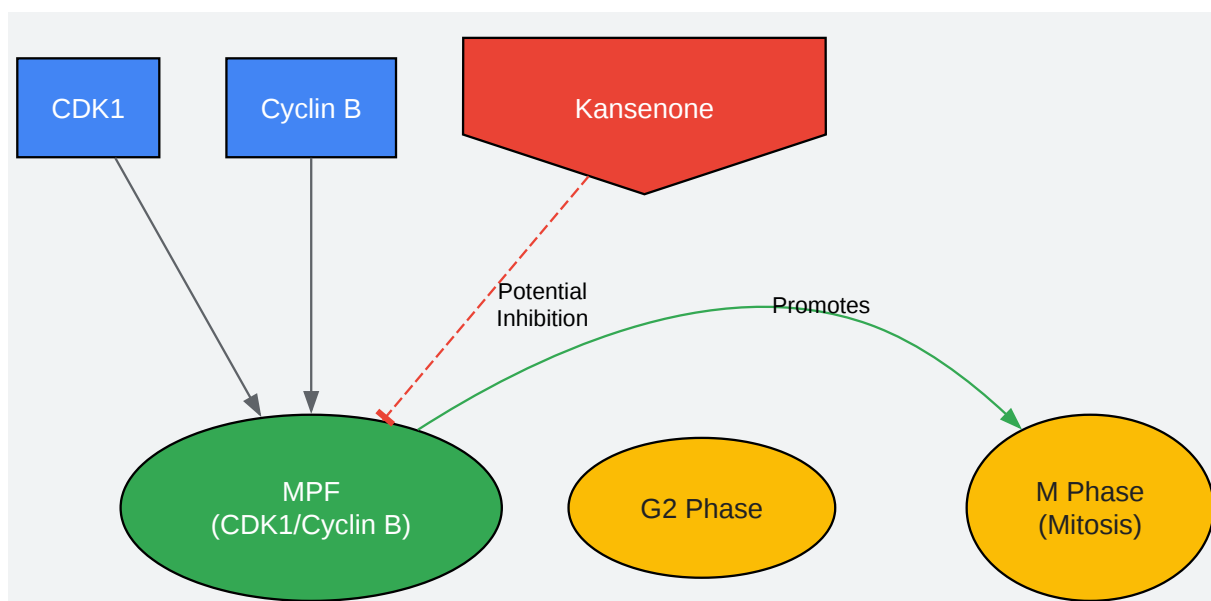 CDK1
Cyclin B
Kansenone
Potential
Inhibition
Promotes
MPF
(CDK1/Cyclin B)
G2 Phase
M Phase
(Mitosis)